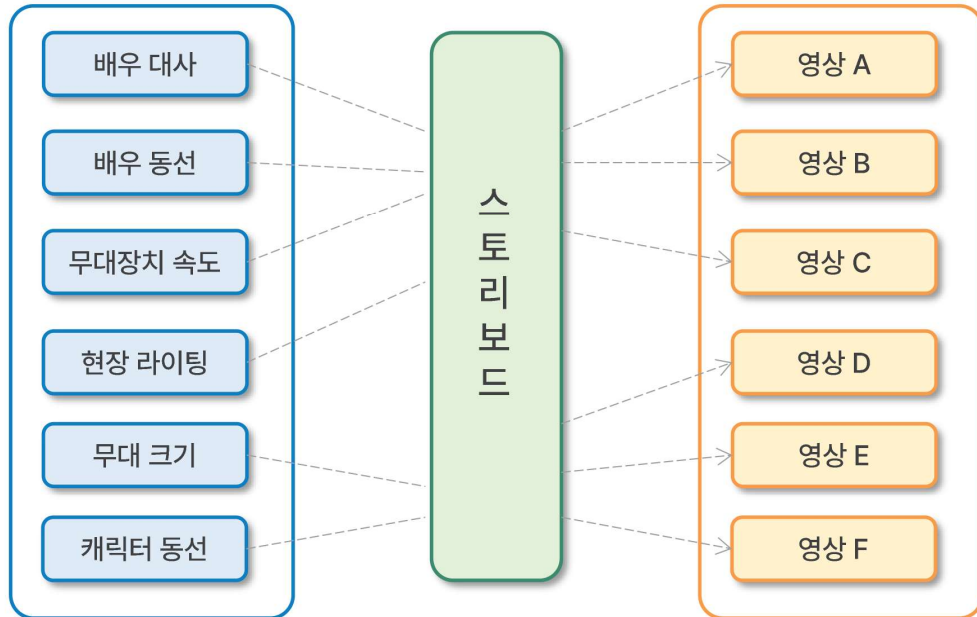 배우 대사
배우 동선
무대장치 속도
현장 라이팅
무대 크기
캐릭터 동선
스토리보드
영상 A
영상 B
영상 C
영상 D
영상 E
영상 F